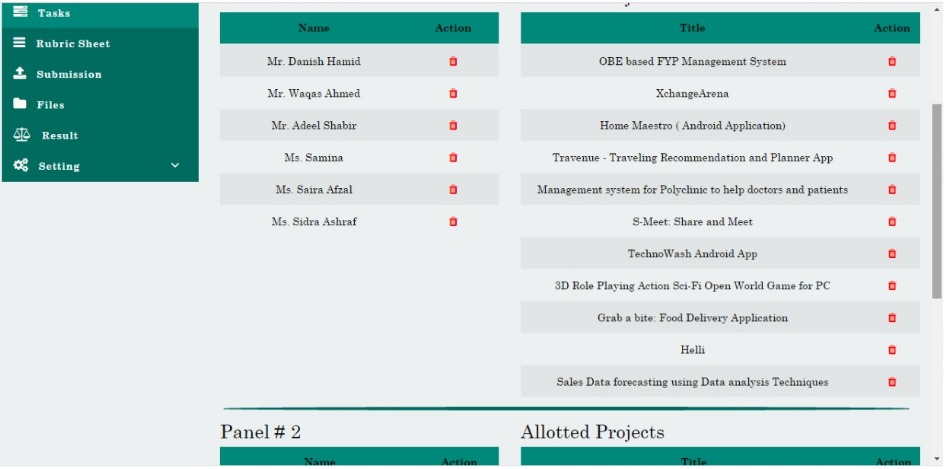 Tasks
Rubric Sheet
Submission
Files
Result
Setting
Name Action
Mr. Danish Hamid
Mr. Waqas Ahmed
Mr. Adeel Shabir
Ms. Samina
Ms. Saira Afzal
Ms. Sidra Ashraf
Title Action
OBE based FYP Management System
XchangeArena
Home Maestro ( Android Application)
Travenue - Traveling Recommendation and Planner App
Management system for Polyclinic to help doctors and patients
S-Meet: Share and Meet
TechnoWash Android App
3D Role Playing Action Sci-Fi Open World Game for PC
Grab a bite: Food Delivery Application
Helli
Sales Data forecasting using Data analysis Techniques
Panel # 2
Name Action
Allotted Projects
Title Action